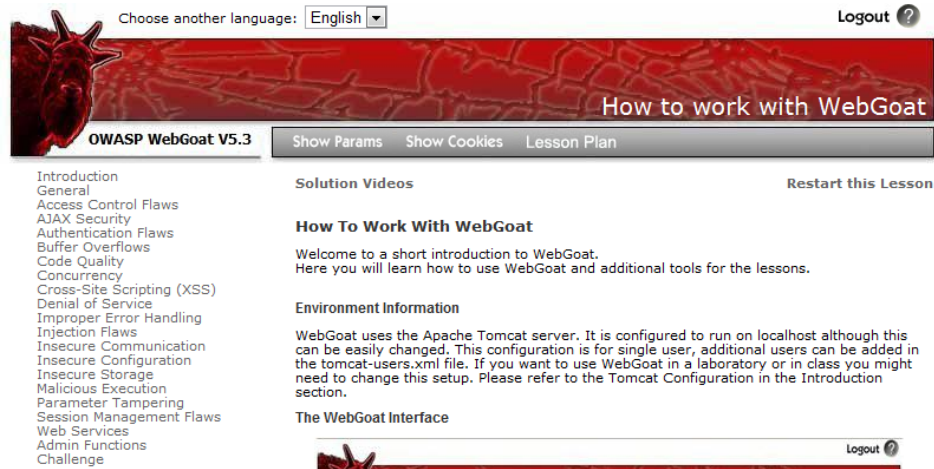 Choose another language: English
Logout ?
How to work with WebGoat
OWASP WebGoat V5.3
Show Params Show Cookies Lesson Plan
Introduction
General
Access Control Flaws
AJAX Security
Authentication Flaws
Buffer Overflows
Code Quality
Concurrency
Cross-Site Scripting (XSS)
Denial of Service
Improper Error Handling
Injection Flaws
Insecure Communication
Insecure Configuration
Insecure Storage
Malicious Execution
Parameter Tampering
Session Management Flaws
Web Services
Admin Functions
Challenge
Solution Videos
Restart this Lesson
How To Work With WebGoat
Welcome to a short introduction to WebGoat.
Here you will learn how to use WebGoat and additional tools for the lessons.
Environment Information
WebGoat uses the Apache Tomcat server. It is configured to run on localhost although this
can be easily changed. This configuration is for single user, additional users can be added in
the tomcat-users.xml file. If you want to use WebGoat in a laboratory or in class you might
need to change this setup. Please refer to the Tomcat Configuration in the Introduction
section.
The WebGoat Interface
Logout ?